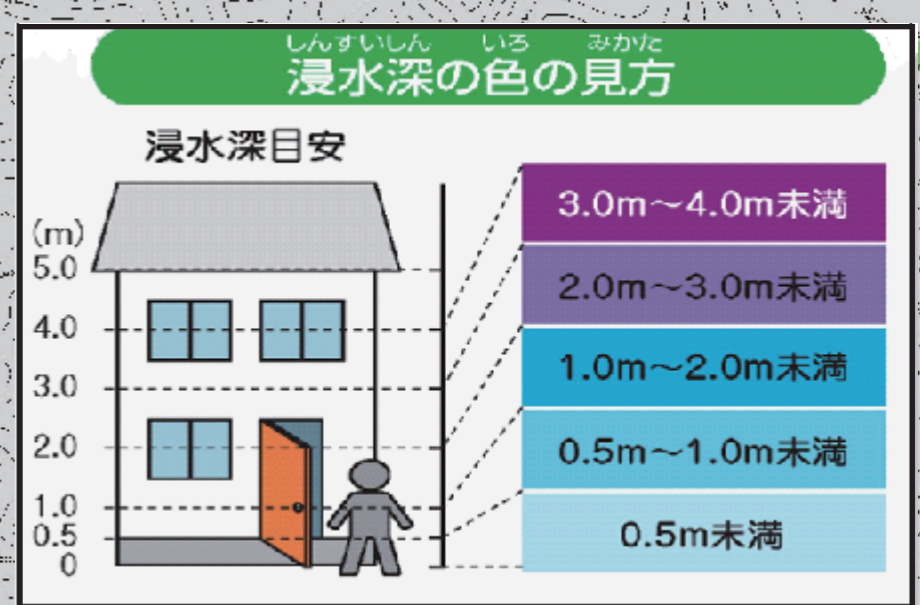 しんすいしん いろ みかた
浸水深の色の見方
浸水深目安
(m)
5.0
4.0
3.0
2.0
1.0
0.5
0
3.0m～4.0m未満
2.0m～3.0m未満
1.0m～2.0m未満
0.5m～1.0m未満
0.5m未満